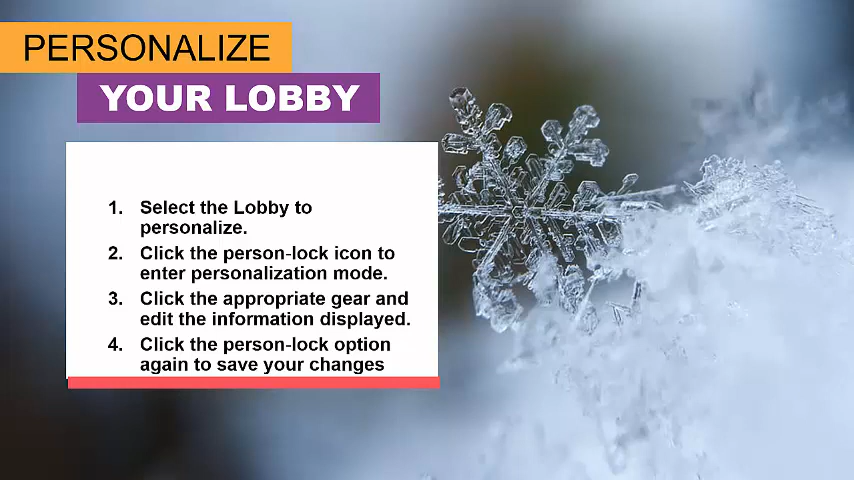 PERSONALIZE
YOUR LOBBY
1. Select the Lobby to
personalize.
2. Click the person-lock icon to
enter personalization mode.
3. Click the appropriate gear and
edit the information displayed.
4. Click the person-lock option
again to save your changes